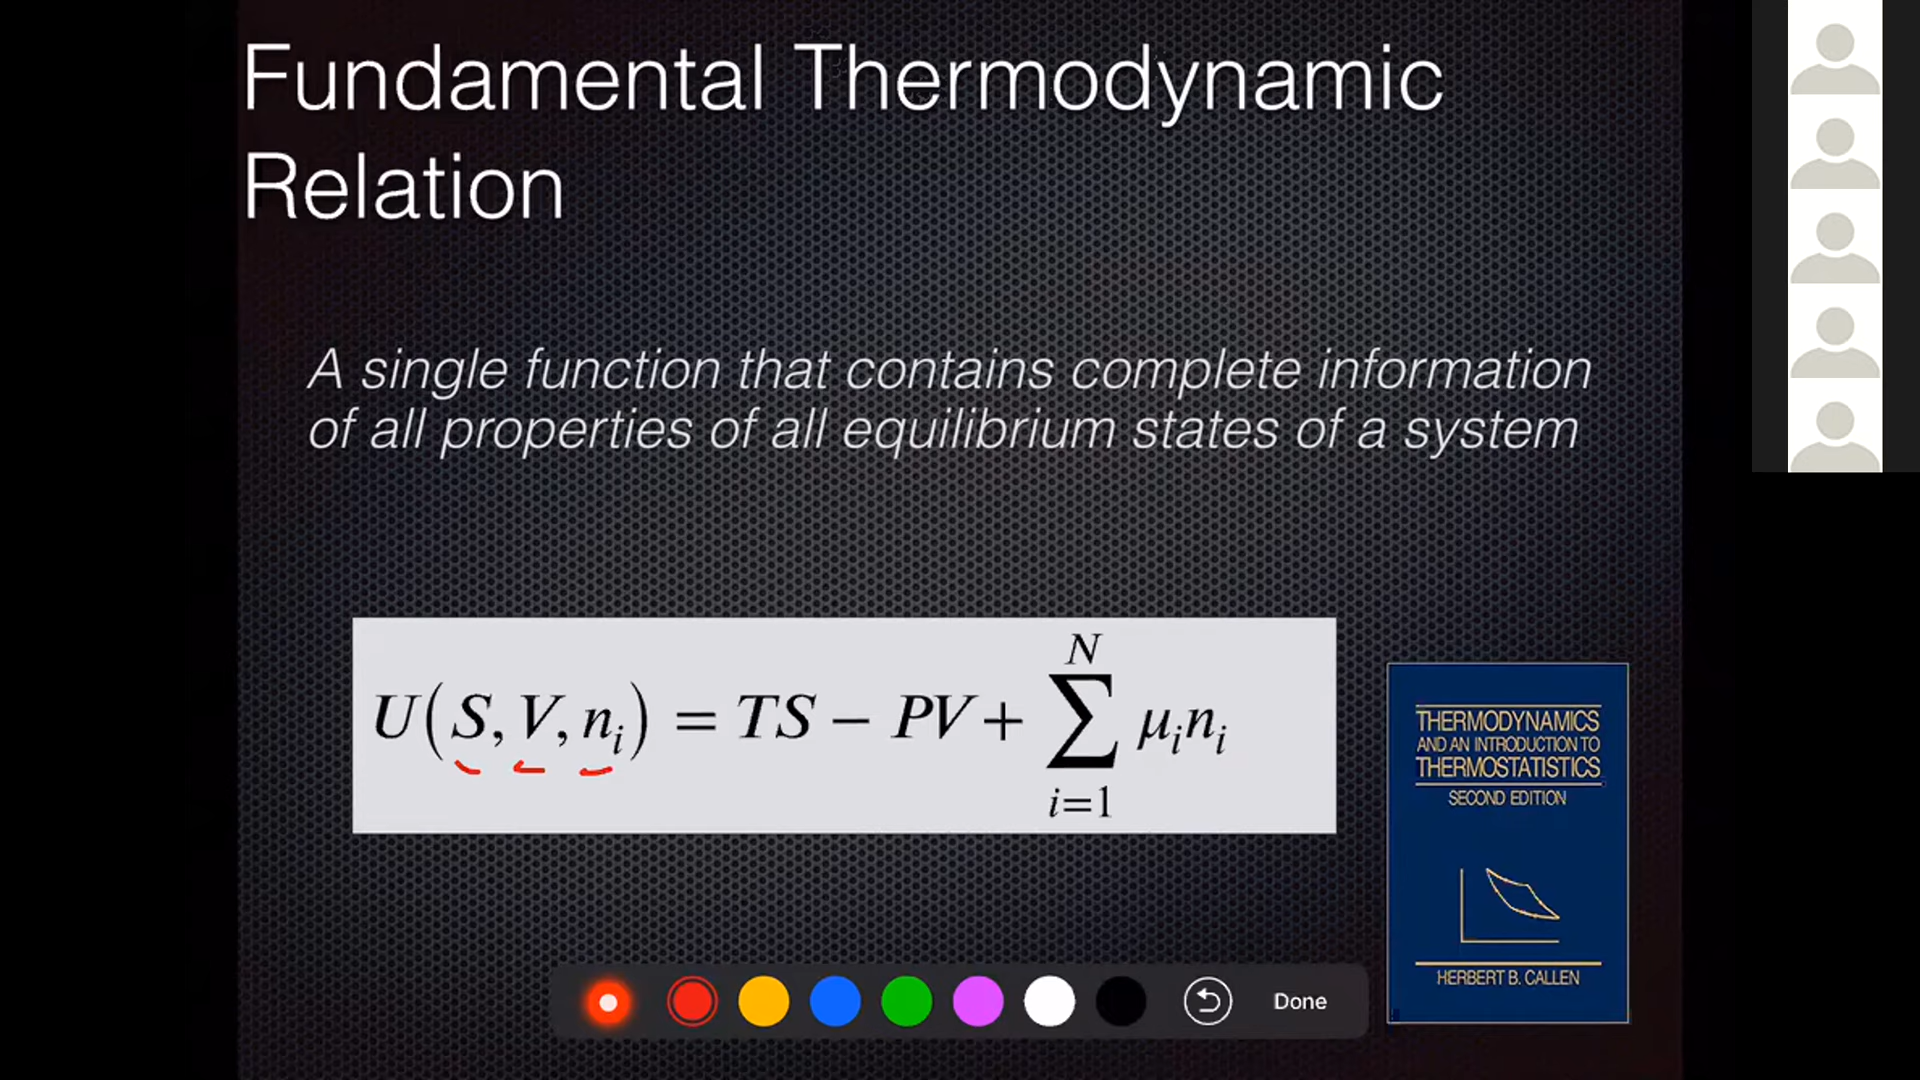 Fundamental Thermodynamic
Relation
A single function that contains complete information
of all properties of all equilibrium states of a system
U(S, V, nᵢ) = TS − PV + ∑ᵢ₌₁ᴺ μᵢnᵢ
THERMODYNAMICS
AND AN INTRODUCTION TO
THERMOSTATISTICS
SECOND EDITION
HERBERT B. CALLEN
Done